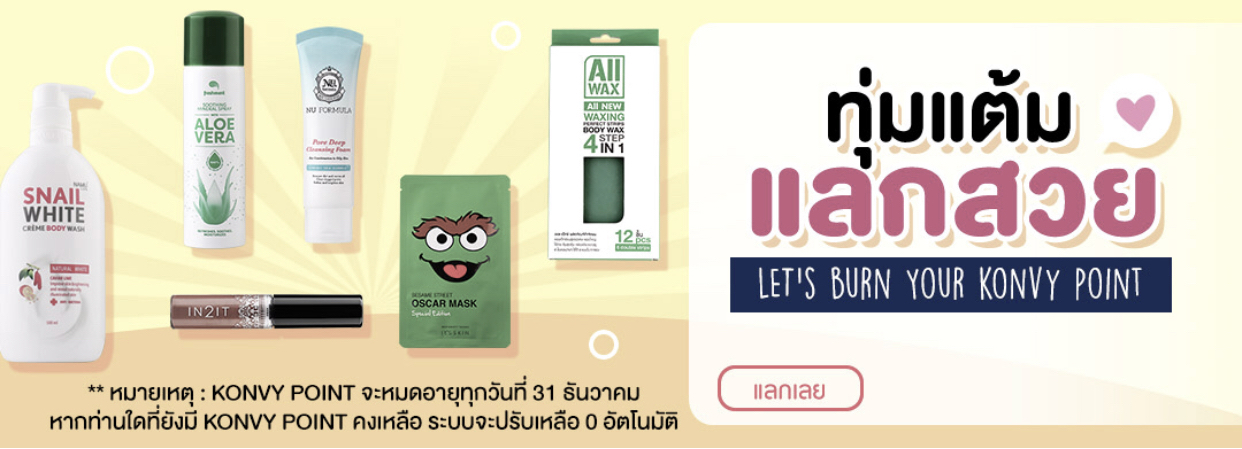 SNAIL
WHITE
CRÈME BODY WASH
NATURAL WHITE
SOOTHING
MINERAL SPRAY
ALOE
VERA
NU FORMULA
Pore Deep
Cleansing Foam
All
WAX
All NEW
WAXING
PERFECT STRIPS
BODY WAX
4 STEP
IN 1
12 ชิ้น
pcs
IN2IT
SESAME STREET
OSCAR MASK
Special Edition
** หมายเหตุ : KONVY POINT จะหมดอายุทุกวันที่ 31 ธันวาคม
หากท่านใดที่ยังมี KONVY POINT คงเหลือ ระบบจะปรับเหลือ 0 อัตโนมัติ
ทุ่มแต้ม
แลกสวย
LET'S BURN YOUR KONVY POINT
แลกเลย